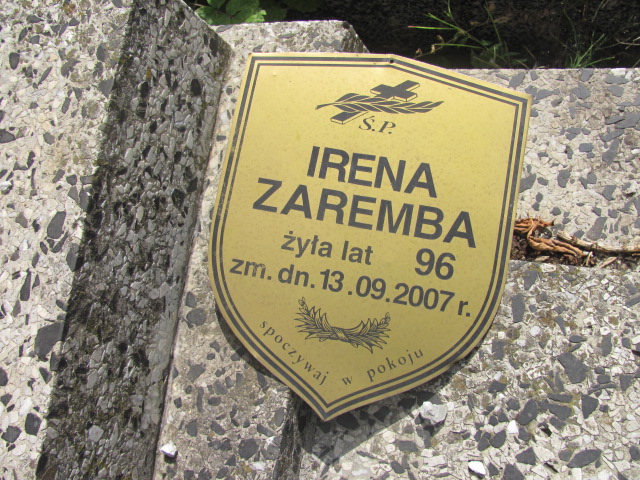 Ś.P.
IRENA
ZAREMBA
żyła lat 96
zm. dn. 13.09.2007 r.
spoczywaj w pokoju